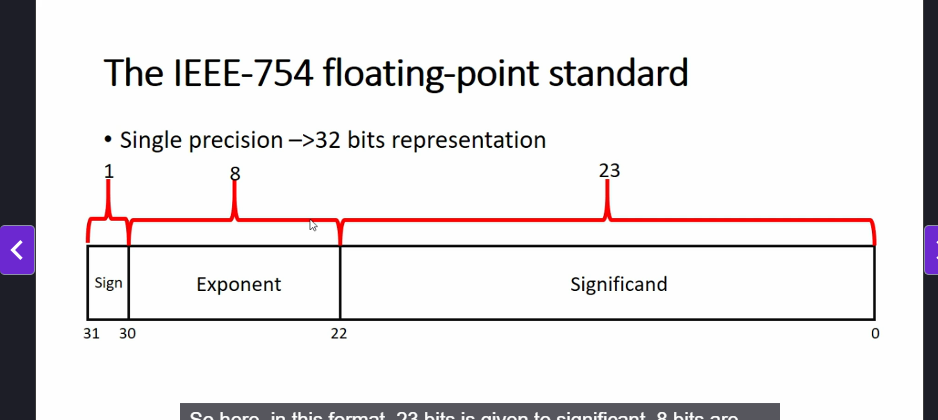 The IEEE-754 floating-point standard
• Single precision –>32 bits representation
1 8 23
Sign Exponent Significand
31 30 22 0
So here, in this format, 23 bits is given to significant, 8 bits are